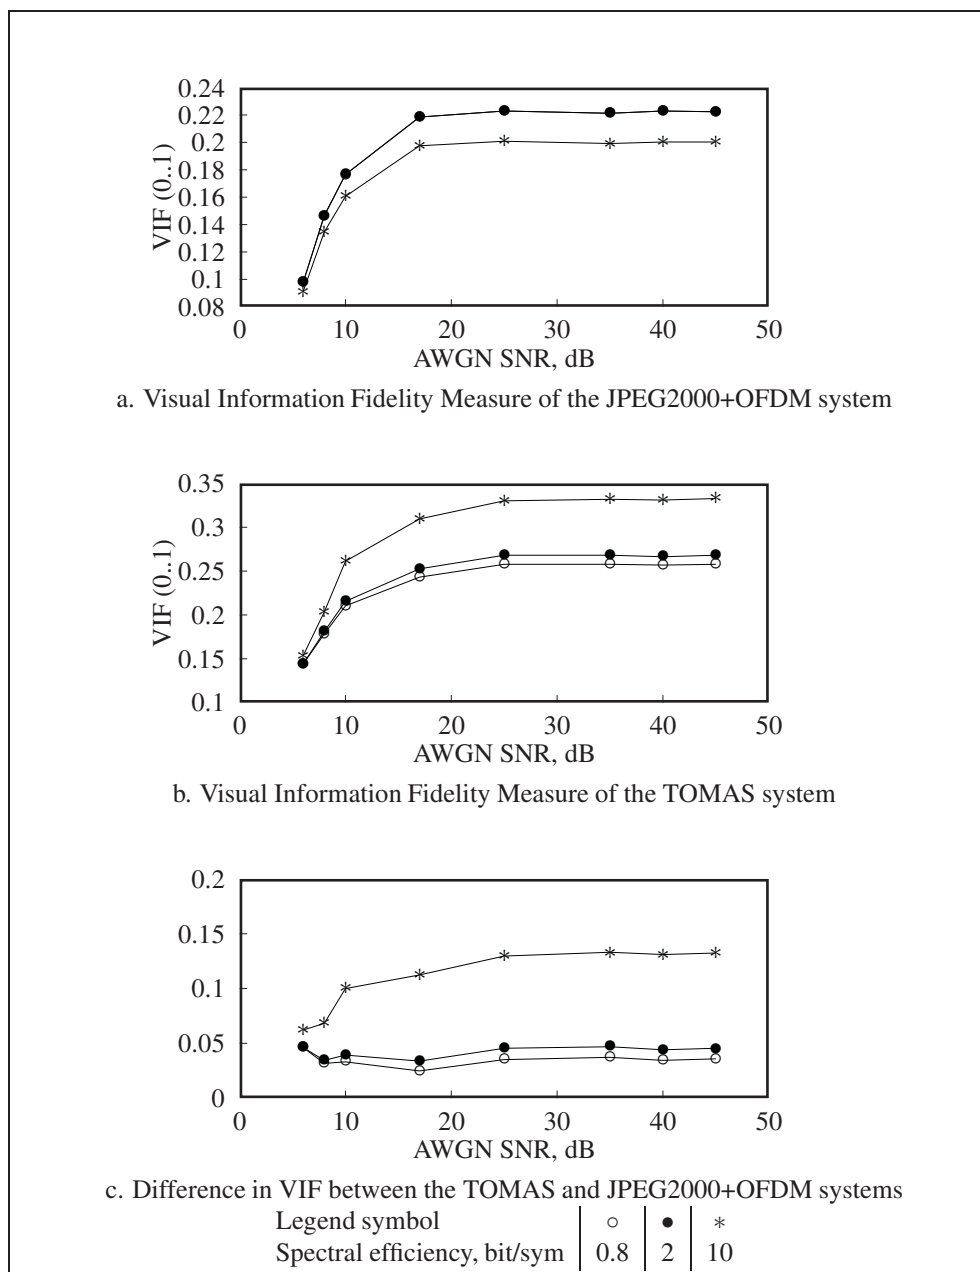 0.24
0.22
0.2
0.18
0.16
0.14
0.12
0.1
0.08
VIF (0..1)
0 10 20 30 40 50
AWGN SNR, dB
a. Visual Information Fidelity Measure of the JPEG2000+OFDM system
0.35
0.3
0.25
0.2
0.15
0.1
VIF (0..1)
0 10 20 30 40 50
AWGN SNR, dB
b. Visual Information Fidelity Measure of the TOMAS system
0.2
0.15
0.1
0.05
0
0 10 20 30 40 50
AWGN SNR, dB
c. Difference in VIF between the TOMAS and JPEG2000+OFDM systems
Legend symbol ○ ● *
Spectral efficiency, bit/sym 0.8 2 10